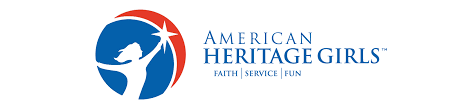 AMERICAN
HERITAGE GIRLS™
FAITH | SERVICE | FUN